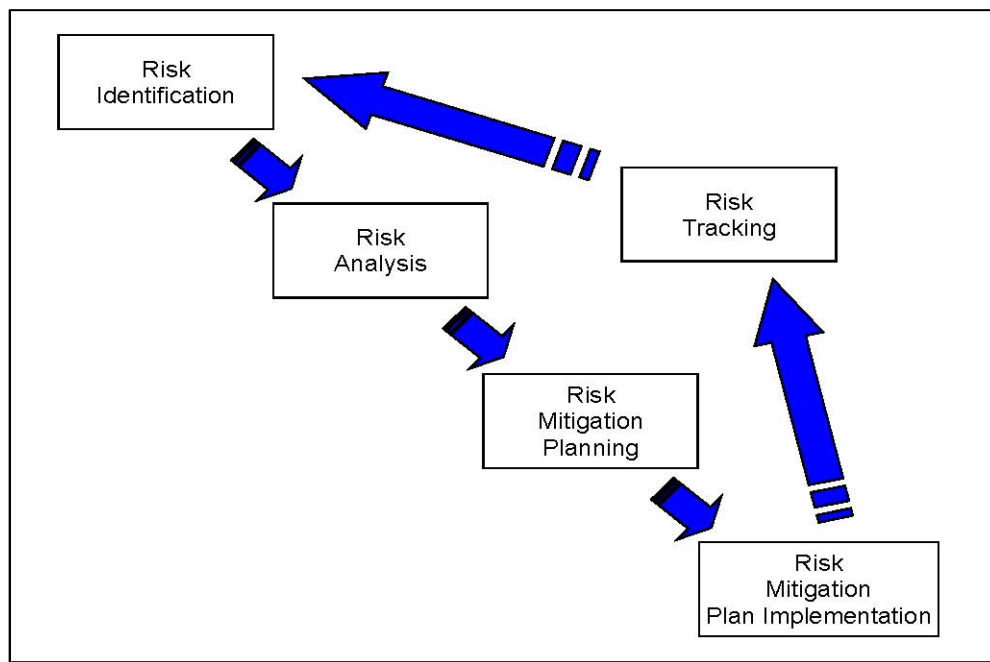 Risk
Identification
Risk
Tracking
Risk
Analysis
Risk
Mitigation
Planning
Risk
Mitigation
Plan Implementation